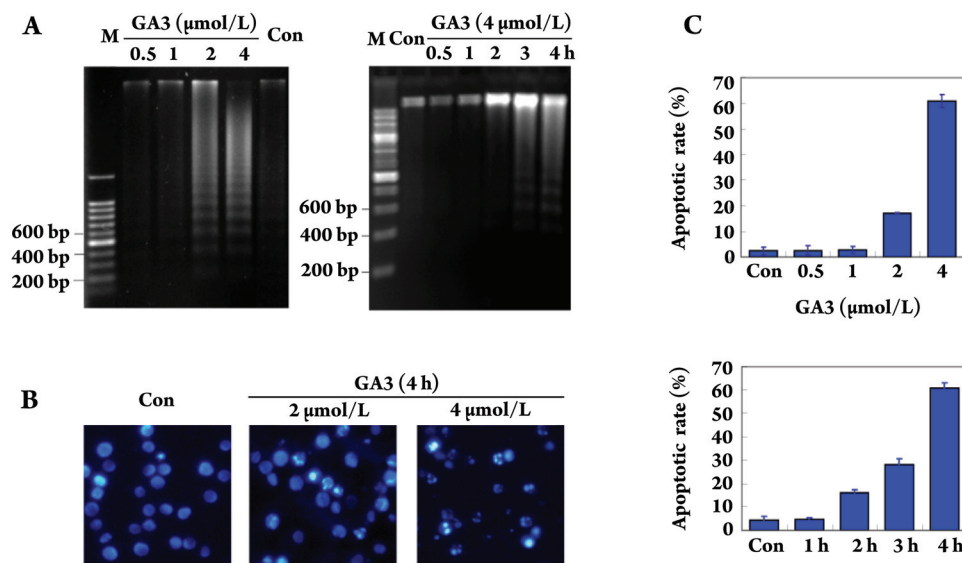 A
GA3 (µmol/L)
M 0.5 1 2 4 Con
600 bp
400 bp
200 bp
GA3 (4 µmol/L)
M Con 0.5 1 2 3 4 h
600 bp
400 bp
200 bp
B
Con
GA3 (4 h)
2 µmol/L
4 µmol/L
C
Apoptotic rate (%)
70
60
50
40
30
20
10
0
Con 0.5 1 2 4
GA3 (µmol/L)
Apoptotic rate (%)
70
60
50
40
30
20
10
0
Con 1 h 2 h 3 h 4 h